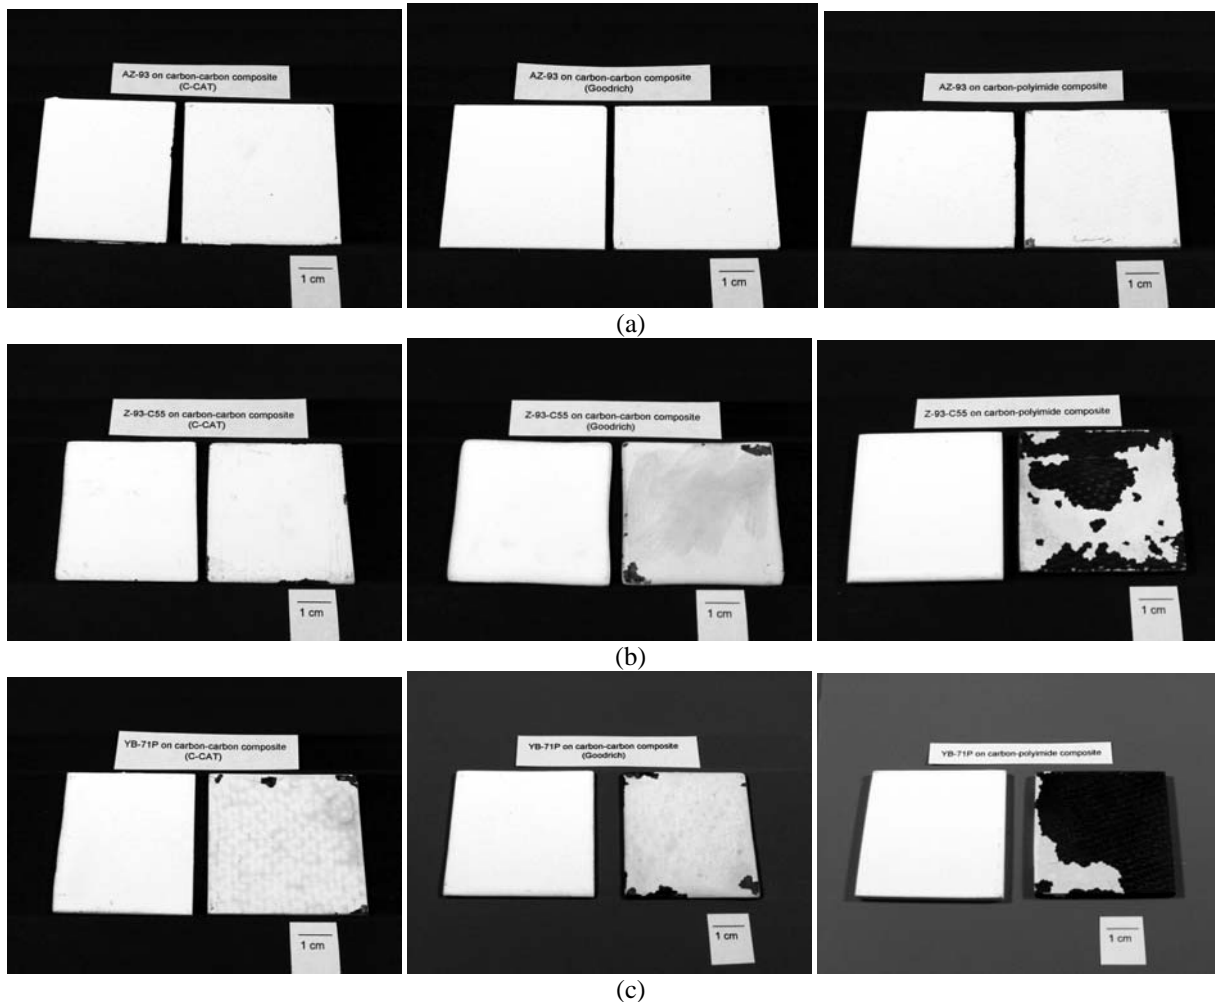 AZ-93 on carbon-carbon composite
(C-CAT)
1 cm
AZ-93 on carbon-carbon composite
(Goodrich)
1 cm
AZ-93 on carbon-polyimide composite
1 cm
(a)
Z-93-C55 on carbon-carbon composite
(C-CAT)
1 cm
Z-93-C55 on carbon-carbon composite
(Goodrich)
1 cm
Z-93-C55 on carbon-polyimide composite
1 cm
(b)
YB-71P on carbon-carbon composite
(C-CAT)
1 cm
YB-71P on carbon-carbon composite
(Goodrich)
1 cm
YB-71P on carbon-polyimide composite
1 cm
(c)